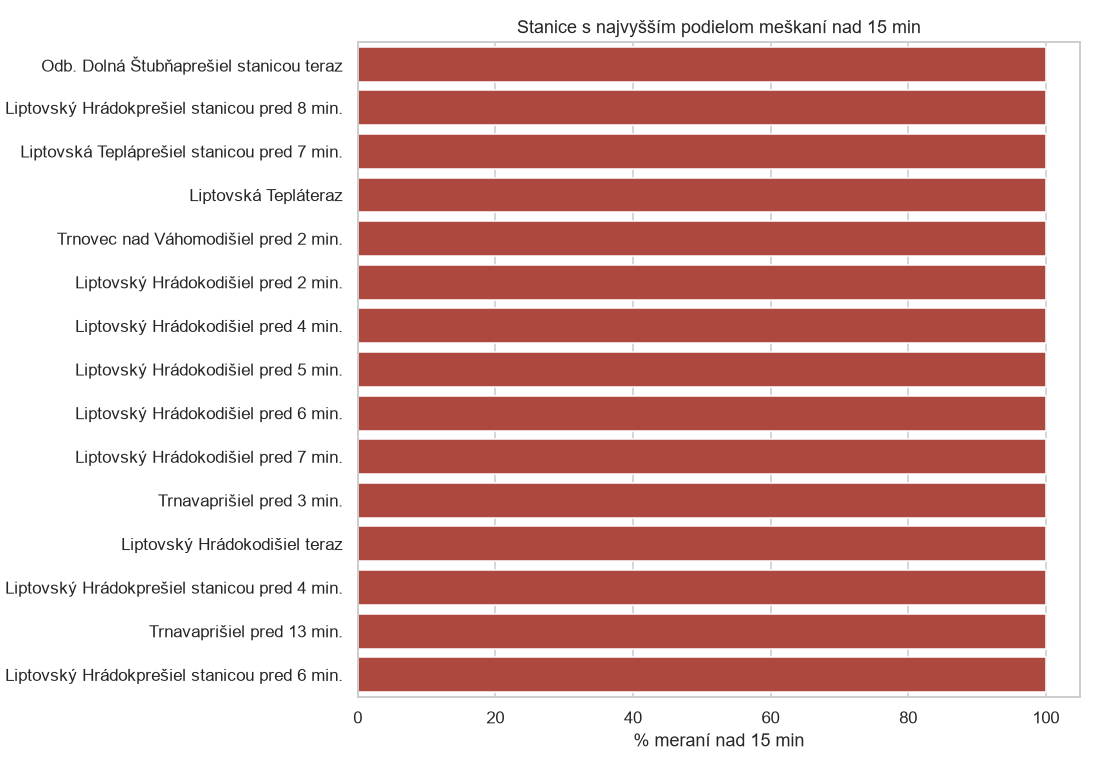 Stanice s najvyšším podielom meškaní nad 15 min
Odb. Dolná Štubňaprešiel stanicou teraz
Liptovský Hrádokprešiel stanicou pred 8 min.
Liptovská Tepláprešiel stanicou pred 7 min.
Liptovská Tepláteraz
Trnovec nad Váhomodišiel pred 2 min.
Liptovský Hrádokodišiel pred 2 min.
Liptovský Hrádokodišiel pred 4 min.
Liptovský Hrádokodišiel pred 5 min.
Liptovský Hrádokodišiel pred 6 min.
Liptovský Hrádokodišiel pred 7 min.
Trnavaprišiel pred 3 min.
Liptovský Hrádokodišiel teraz
Liptovský Hrádokprešiel stanicou pred 4 min.
Trnavaprišiel pred 13 min.
Liptovský Hrádokprešiel stanicou pred 6 min.
0 20 40 60 80 100
% meraní nad 15 min